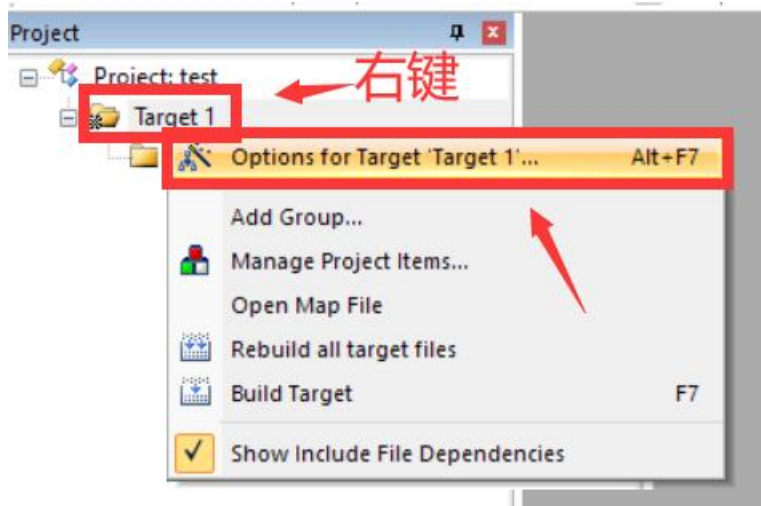 Project
Project: test
右键
Target 1
Options for Target 'Target 1'... Alt+F7
Add Group...
Manage Project Items...
Open Map File
Rebuild all target files
Build Target F7
Show Include File Dependencies